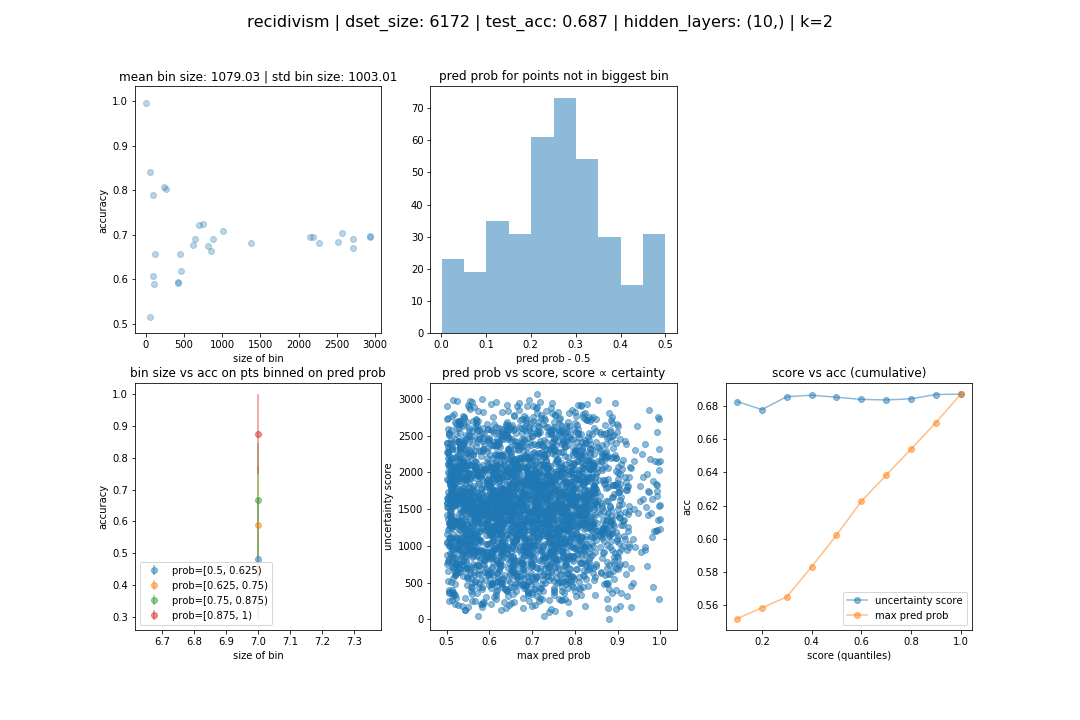 recidivism | dset_size: 6172 | test_acc: 0.687 | hidden_layers: (10,) | k=2
mean bin size: 1079.03 | std bin size: 1003.01
1.0
0.9
0.8
0.7
0.6
0.5
accuracy
0 500 1000 1500 2000 2500 3000
size of bin
pred prob for points not in biggest bin
70
60
50
40
30
20
10
0
0.0 0.1 0.2 0.3 0.4 0.5
pred prob - 0.5
bin size vs acc on pts binned on pred prob
1.0
0.9
0.8
0.7
0.6
0.5
0.4
0.3
accuracy
prob=[0.5, 0.625)
prob=[0.625, 0.75)
prob=[0.75, 0.875)
prob=[0.875, 1)
6.7 6.8 6.9 7.0 7.1 7.2 7.3
size of bin
pred prob vs score, score ∝ certainty
3000
2500
2000
1500
1000
500
0
uncertainty score
0.5 0.6 0.7 0.8 0.9 1.0
max pred prob
score vs acc (cumulative)
0.68
0.66
0.64
0.62
0.60
0.58
0.56
acc
uncertainty score
max pred prob
0.2 0.4 0.6 0.8 1.0
score (quantiles)